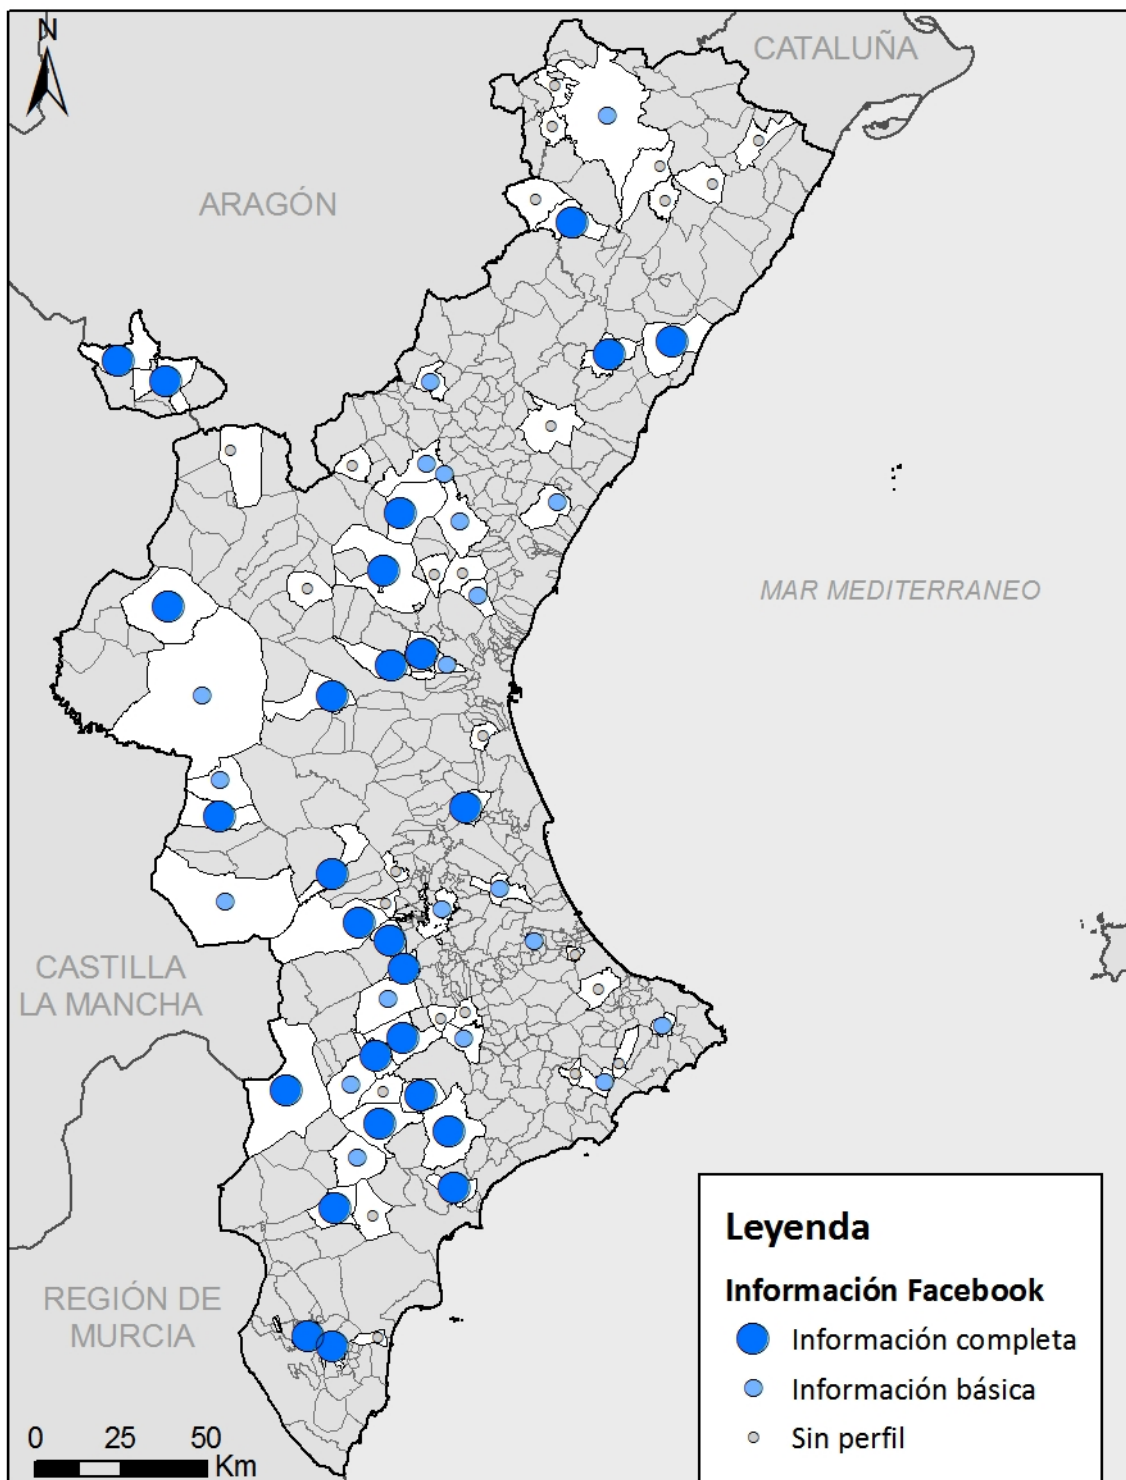 N
CATALUÑA
ARAGÓN
MAR MEDITERRANEO
CASTILLA
LA MANCHA
REGIÓN DE
MURCIA
Leyenda
Información Facebook
Información completa
Información básica
Sin perfil
0 25 50
Km